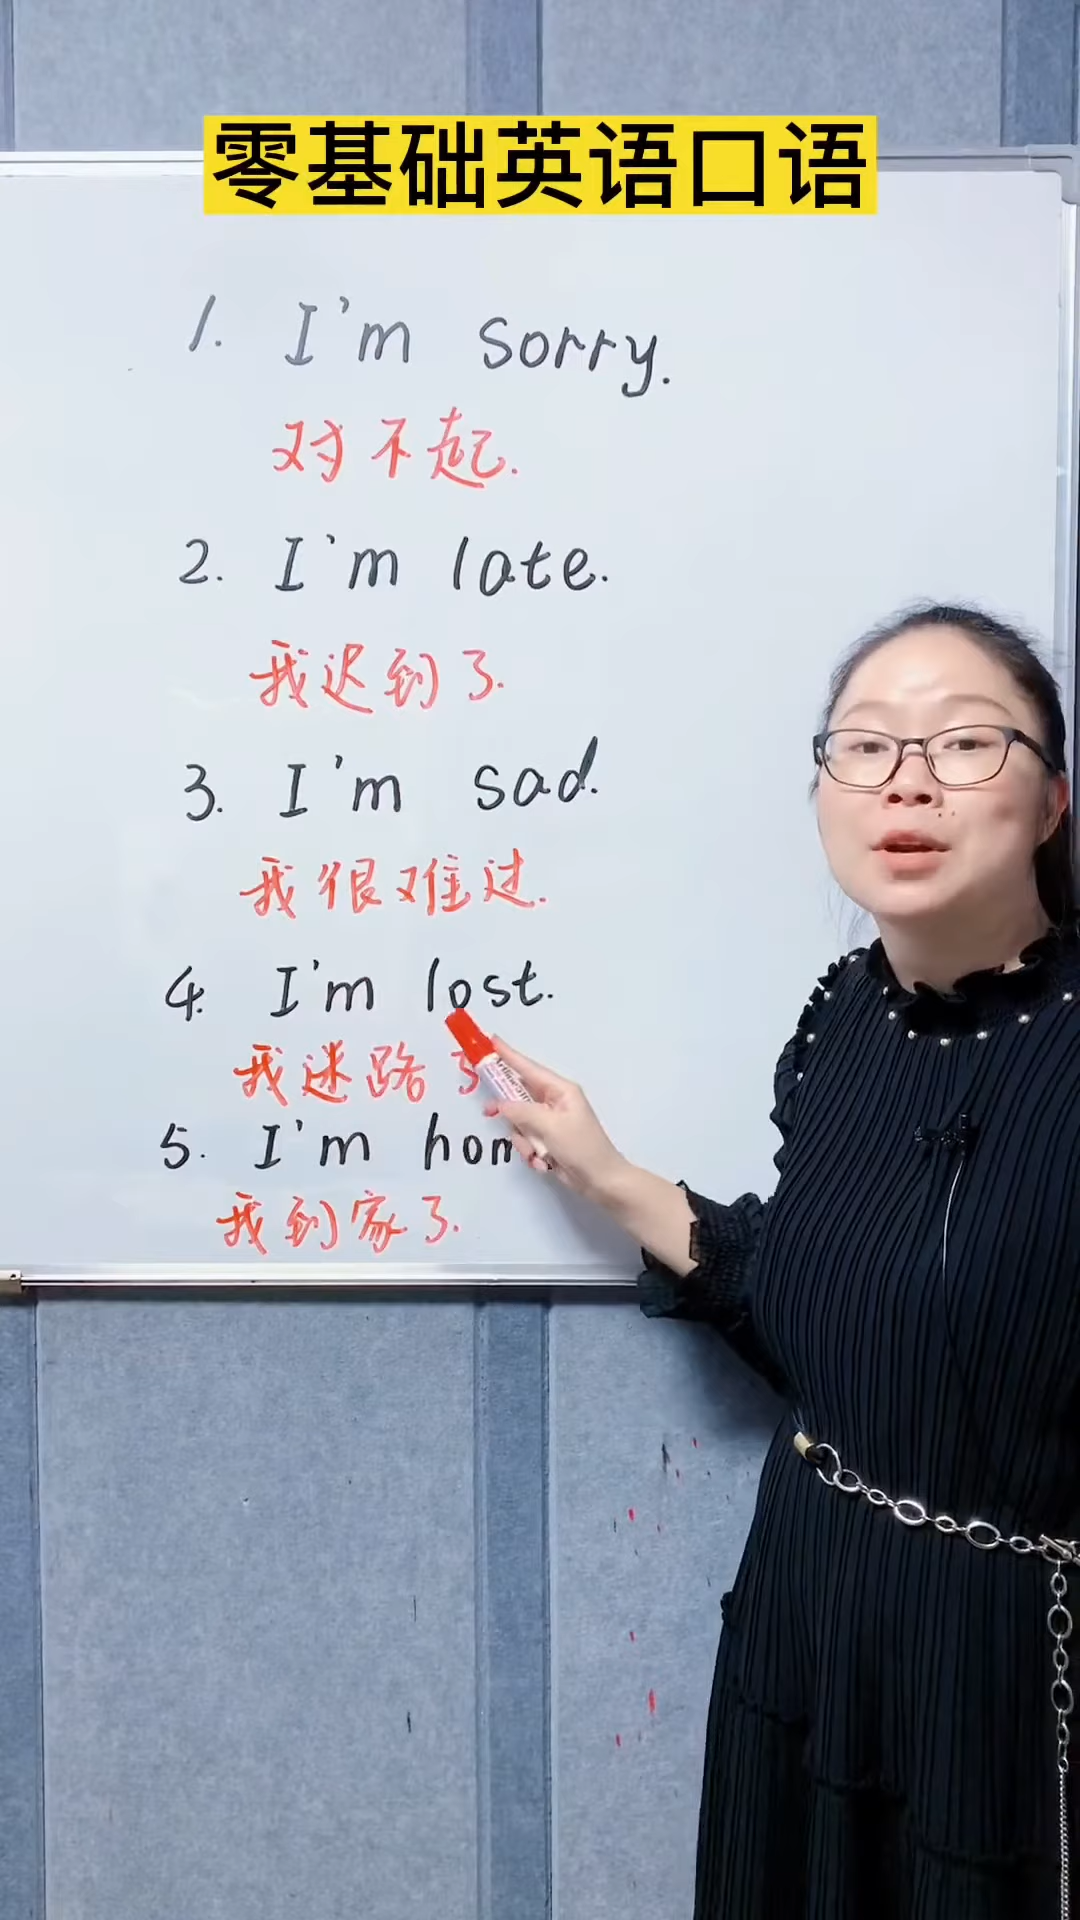 零基础英语口语
1. I'm sorry.
对不起.
2. I'm late.
我迟到了.
3. I'm sad.
我很难过.
4. I'm lost.
我迷路了
5. I'm hom
我到家了.